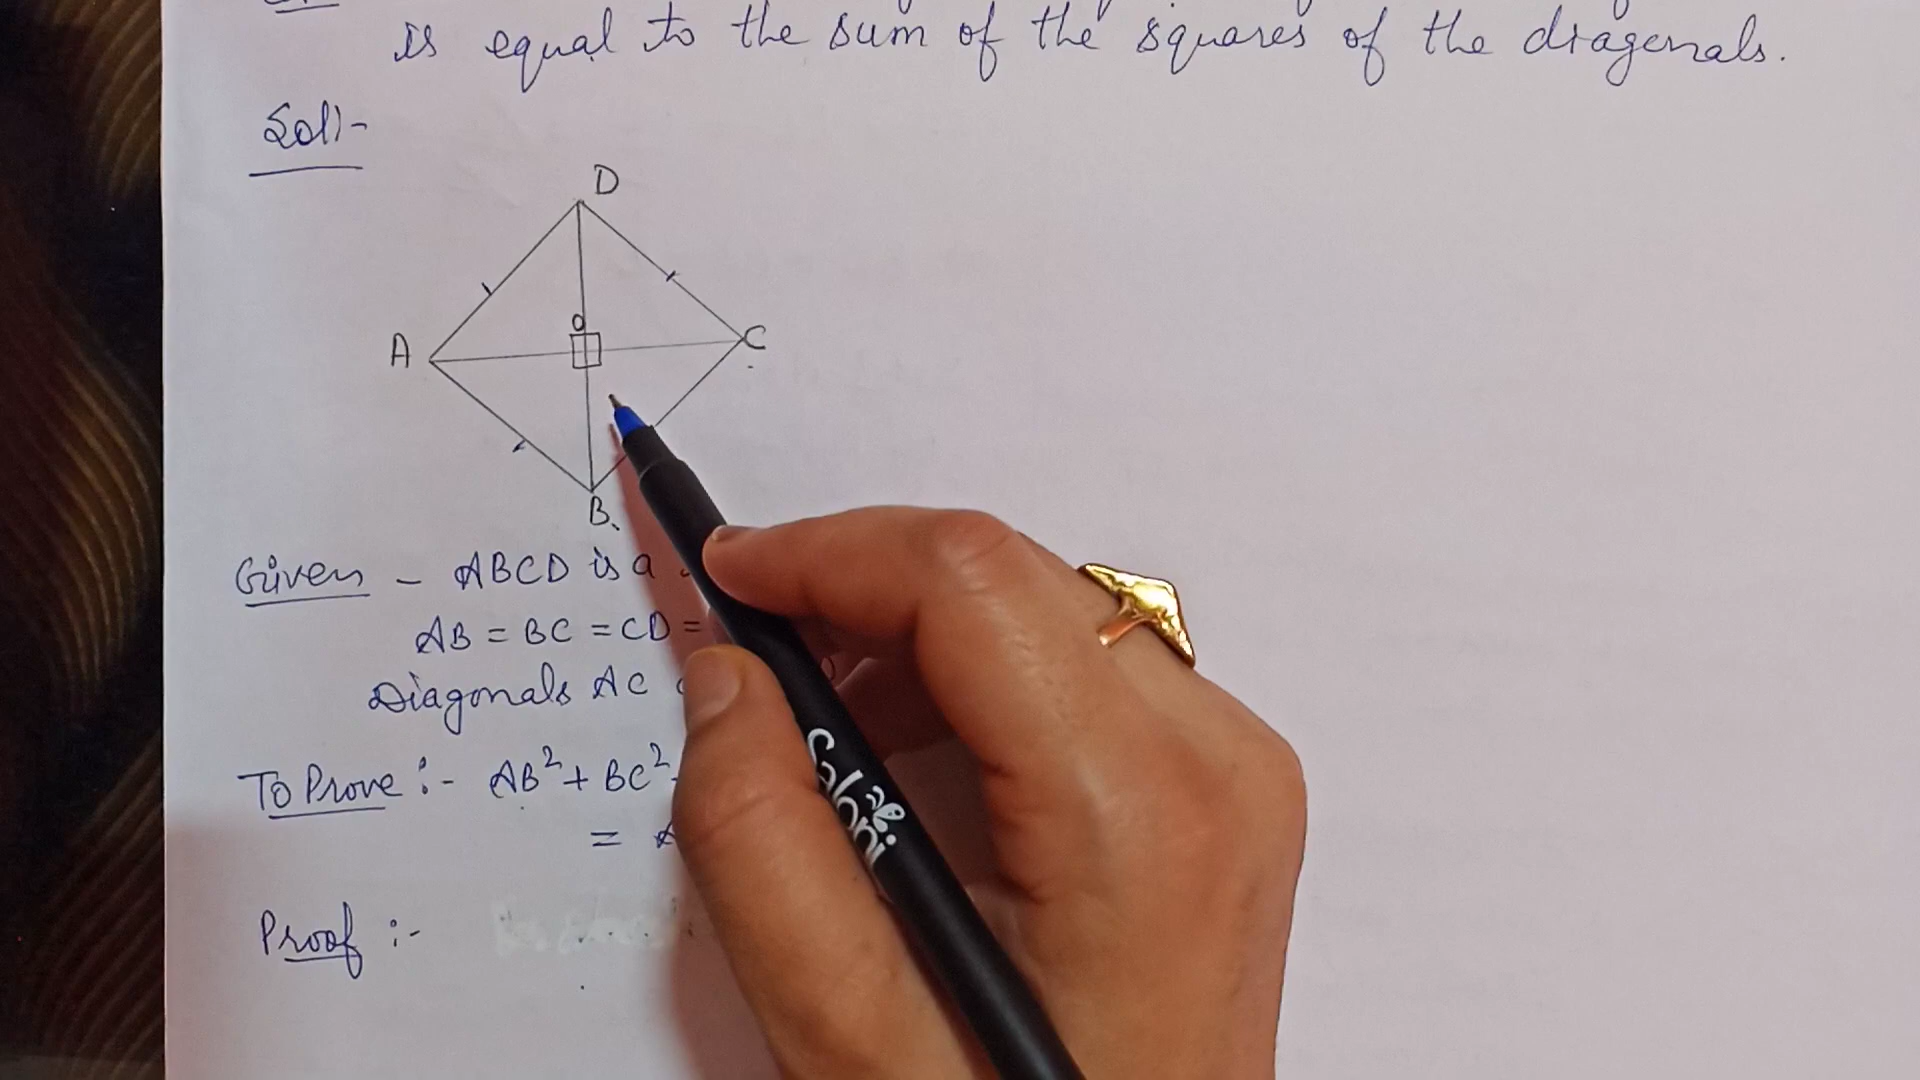 is equal to the sum of the squares of the diagonals.
Sol:-
D
O
A
C
B
Given - ABCD is a
AB = BC = CD =
Diagonals AC
To Prove :- AB² + BC²
= A
Proof :-
Calopi